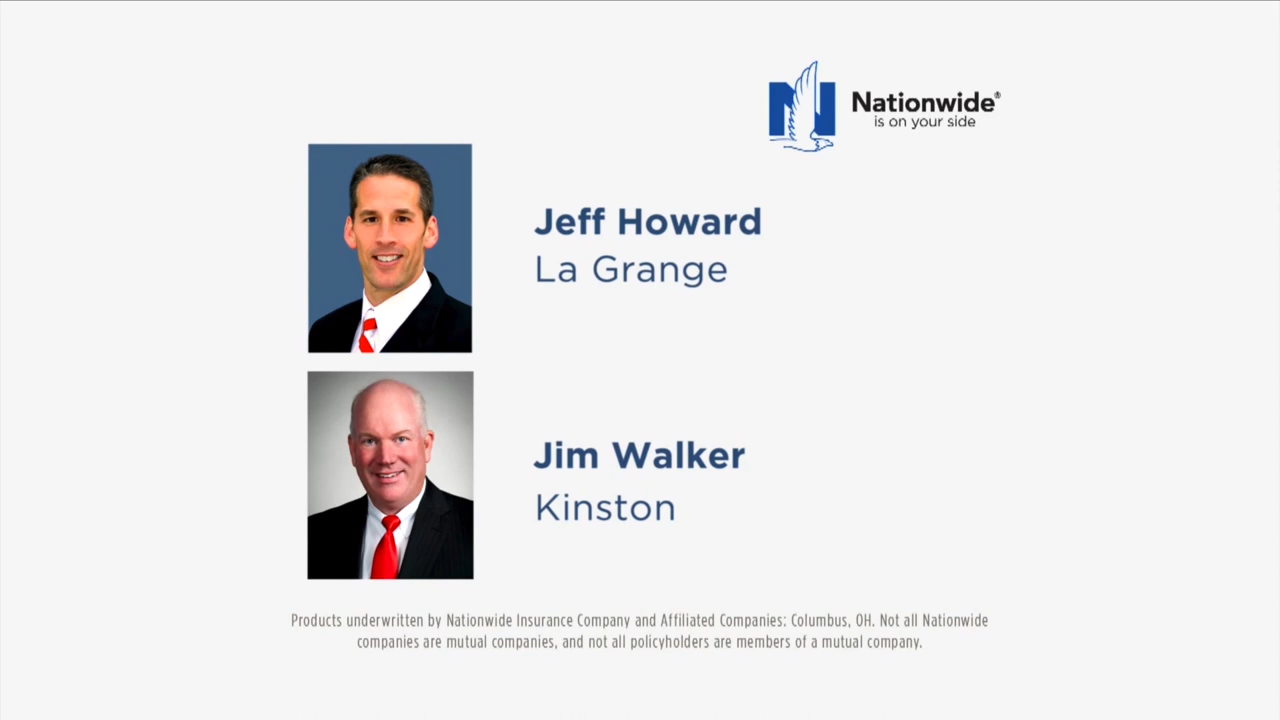 Nationwide®
is on your side
Jeff Howard
La Grange
Jim Walker
Kinston
Products underwritten by Nationwide Insurance Company and Affiliated Companies: Columbus, OH. Not all Nationwide
companies are mutual companies, and not all policyholders are members of a mutual company.